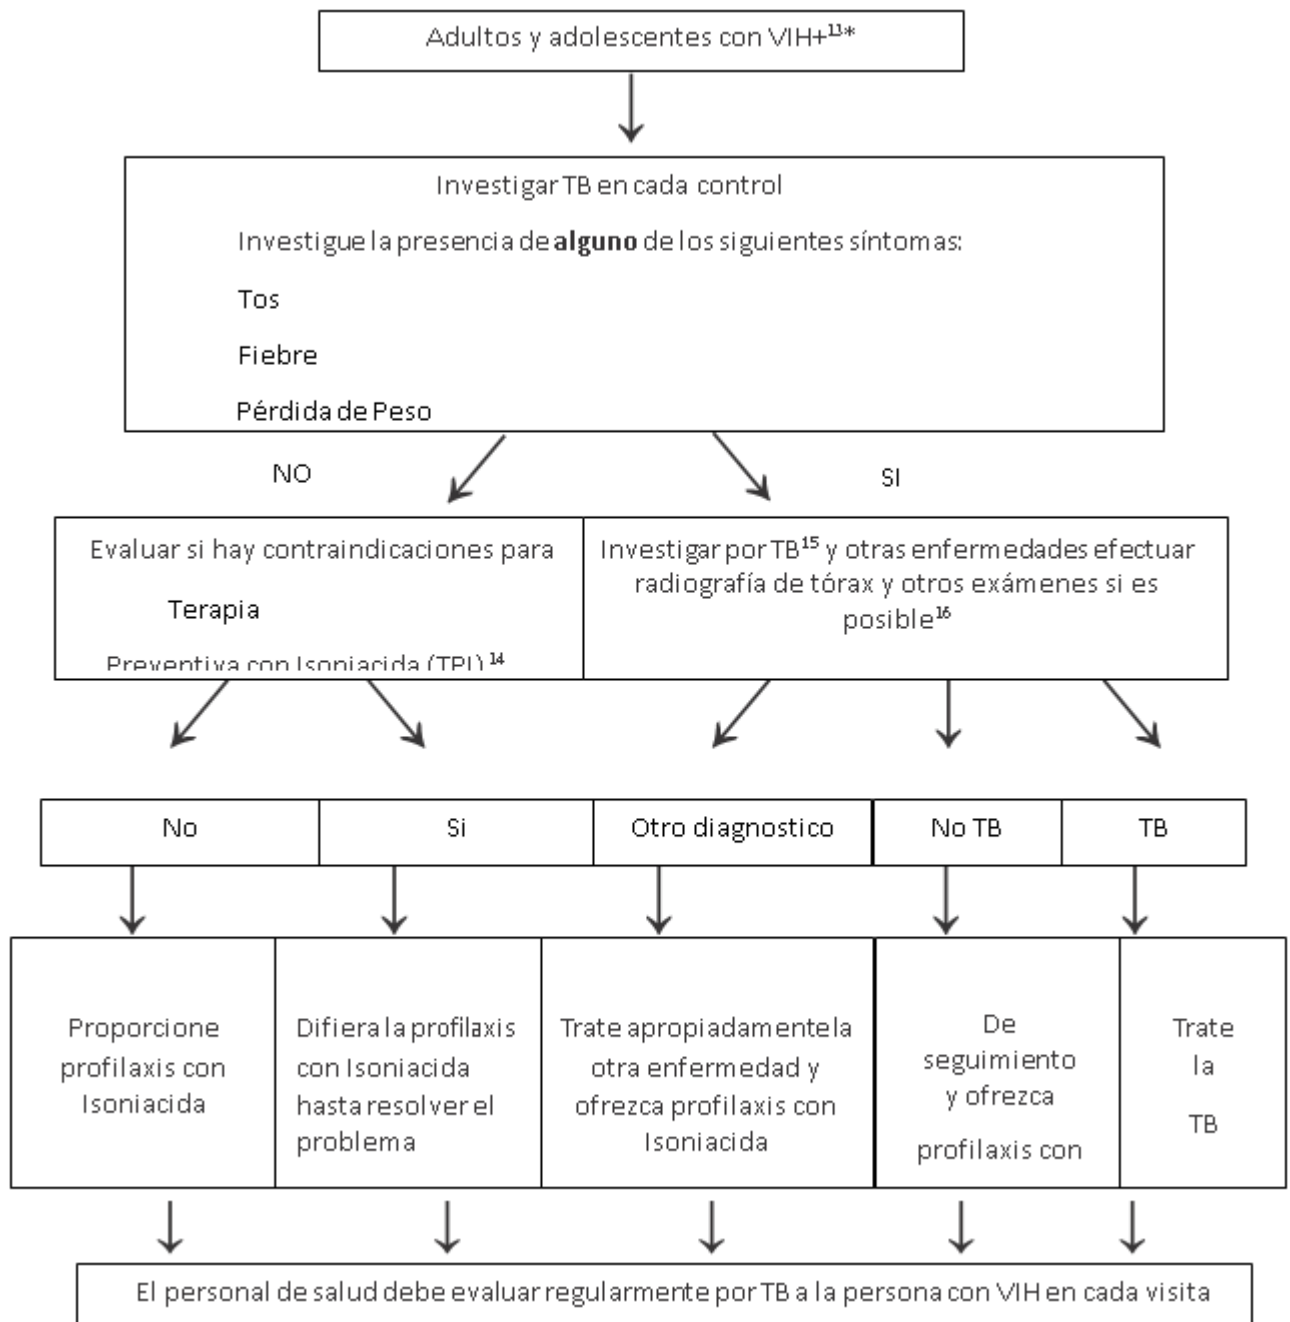 Adultos y adolescentes con VIH+¹³*
Investigar TB en cada control
Investigue la presencia de alguno de los siguientes síntomas:
Tos
Fiebre
Pérdida de Peso
NO
SI
Evaluar si hay contraindicaciones para
Terapia
Preventiva con Isoniacida (TPI)¹⁴
Investigar por TB¹⁵ y otras enfermedades efectuar
radiografía de tórax y otros exámenes si es
posible¹⁶
No
Si
Otro diagnostico
No TB
TB
Proporcione
profilaxis con
Isoniacida
Difiera la profilaxis
con Isoniacida
hasta resolver el
problema
Trate apropiadamente la
otra enfermedad y
ofrezca profilaxis con
Isoniacida
De
seguimiento
y ofrezca
profilaxis con
Trate
la
TB
El personal de salud debe evaluar regularmente por TB a la persona con VIH en cada visita